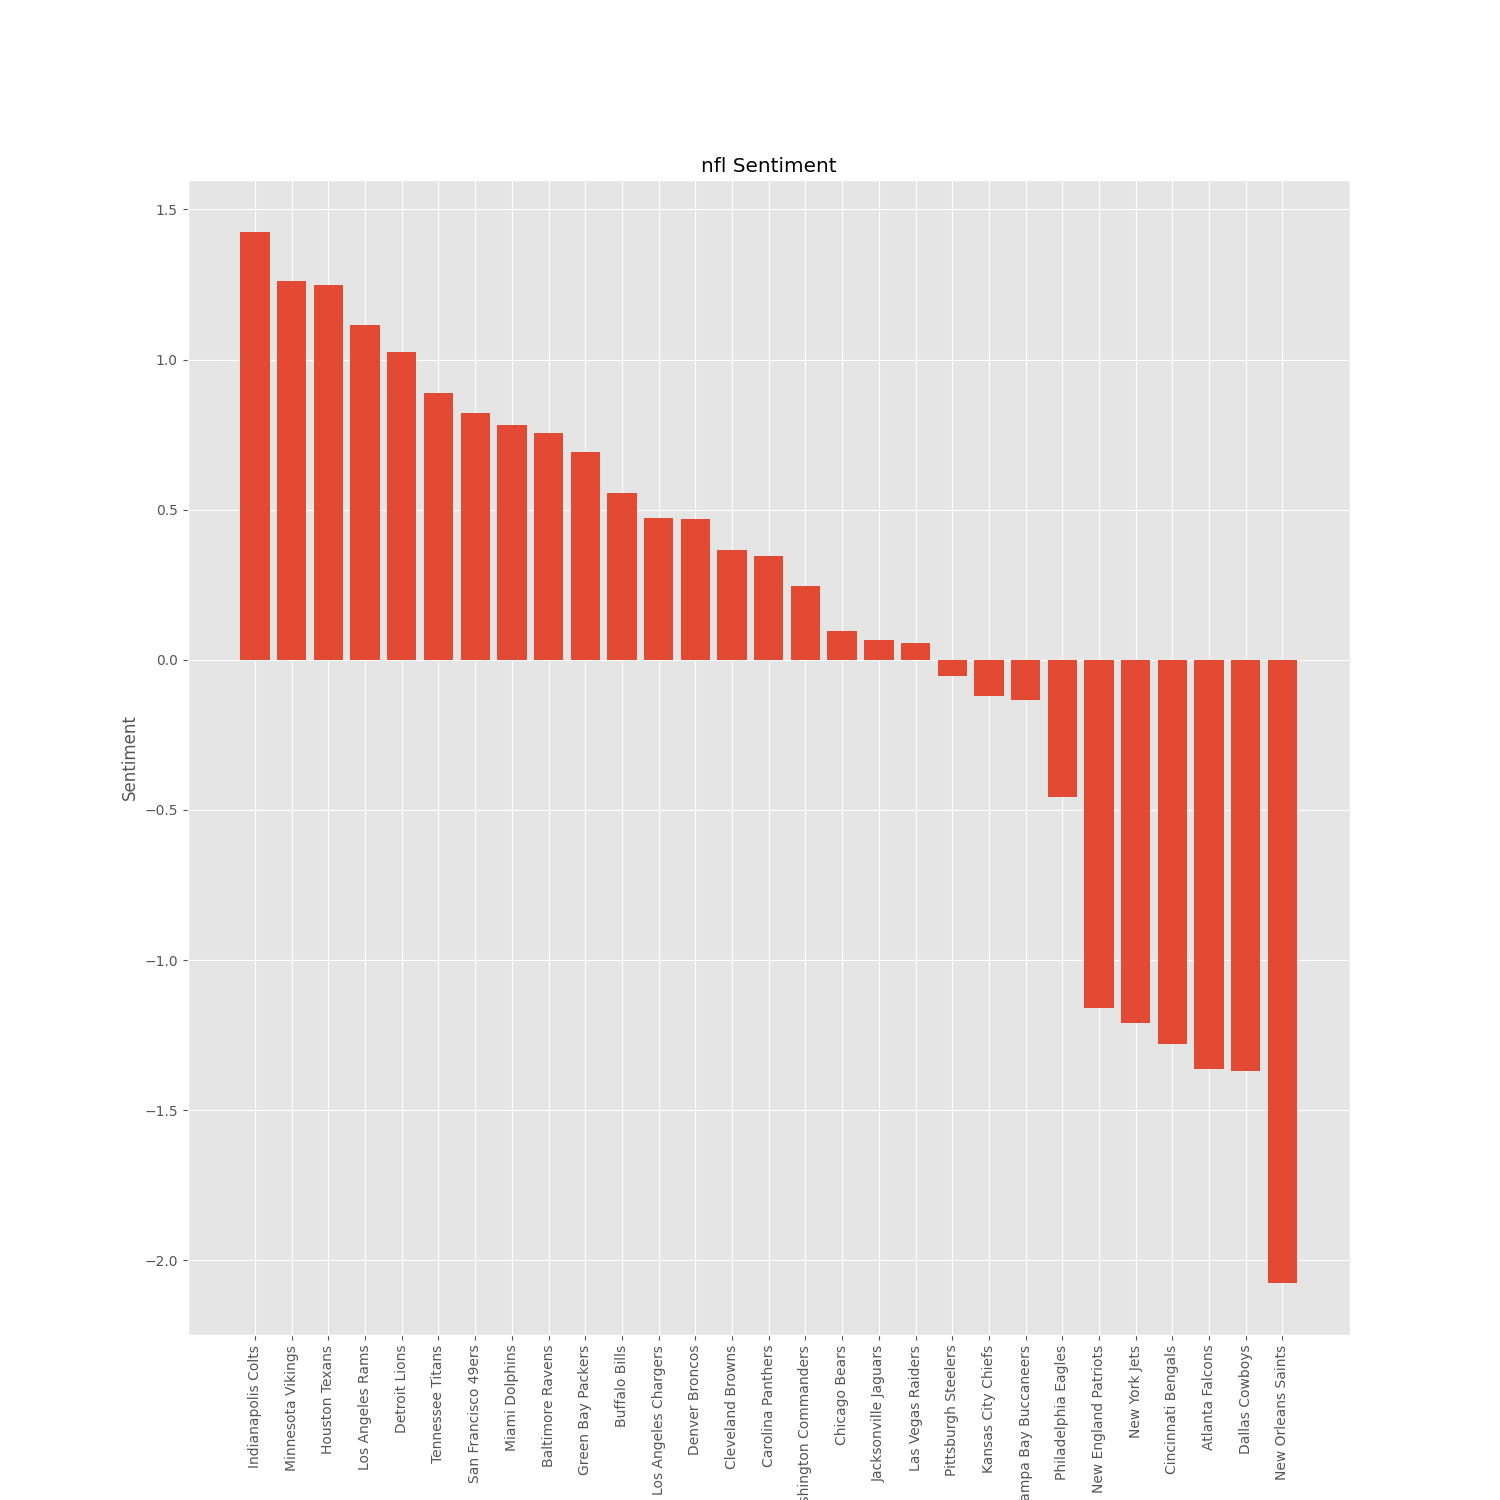 nfl Sentiment
1.5
1.0
0.5
0.0
−0.5
−1.0
−1.5
−2.0
Sentiment
Indianapolis Colts
Minnesota Vikings
Houston Texans
Los Angeles Rams
Detroit Lions
Tennessee Titans
San Francisco 49ers
Miami Dolphins
Baltimore Ravens
Green Bay Packers
Buffalo Bills
Los Angeles Chargers
Denver Broncos
Cleveland Browns
Carolina Panthers
shington Commanders
Chicago Bears
Jacksonville Jaguars
Las Vegas Raiders
Pittsburgh Steelers
Kansas City Chiefs
ampa Bay Buccaneers
Philadelphia Eagles
New England Patriots
New York Jets
Cincinnati Bengals
Atlanta Falcons
Dallas Cowboys
New Orleans Saints